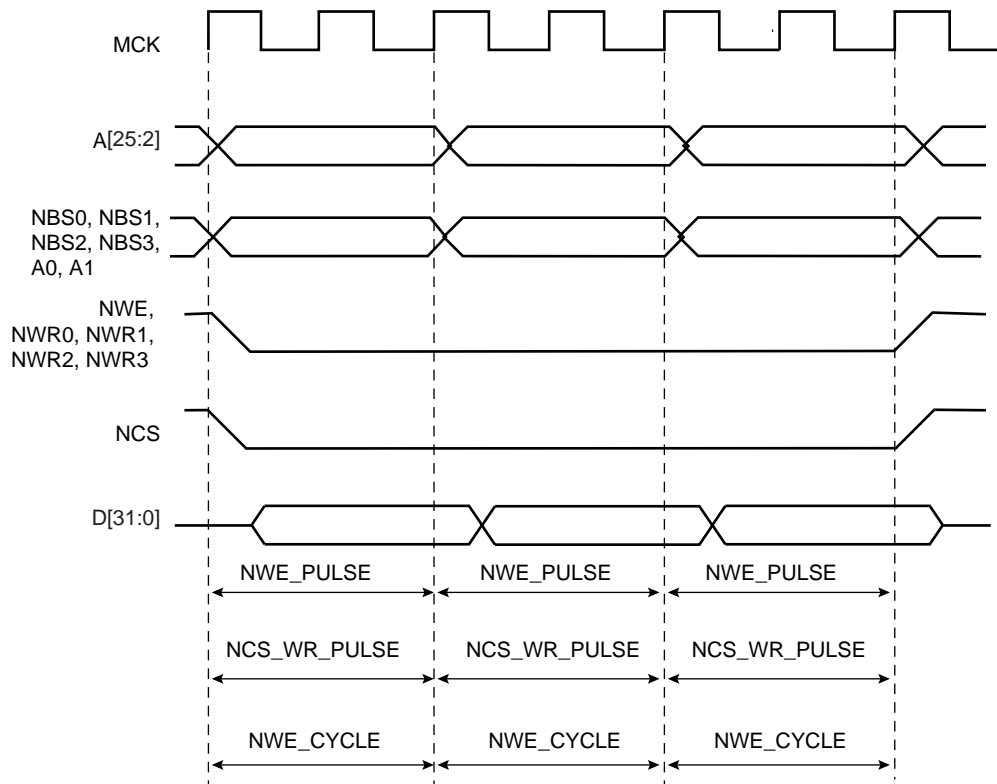 MCK
A[25:2]
NBS0, NBS1,
NBS2, NBS3,
A0, A1
NWE,
NWR0, NWR1,
NWR2, NWR3
NCS
D[31:0]
NWE_PULSE NWE_PULSE NWE_PULSE
NCS_WR_PULSE NCS_WR_PULSE NCS_WR_PULSE
NWE_CYCLE NWE_CYCLE NWE_CYCLE